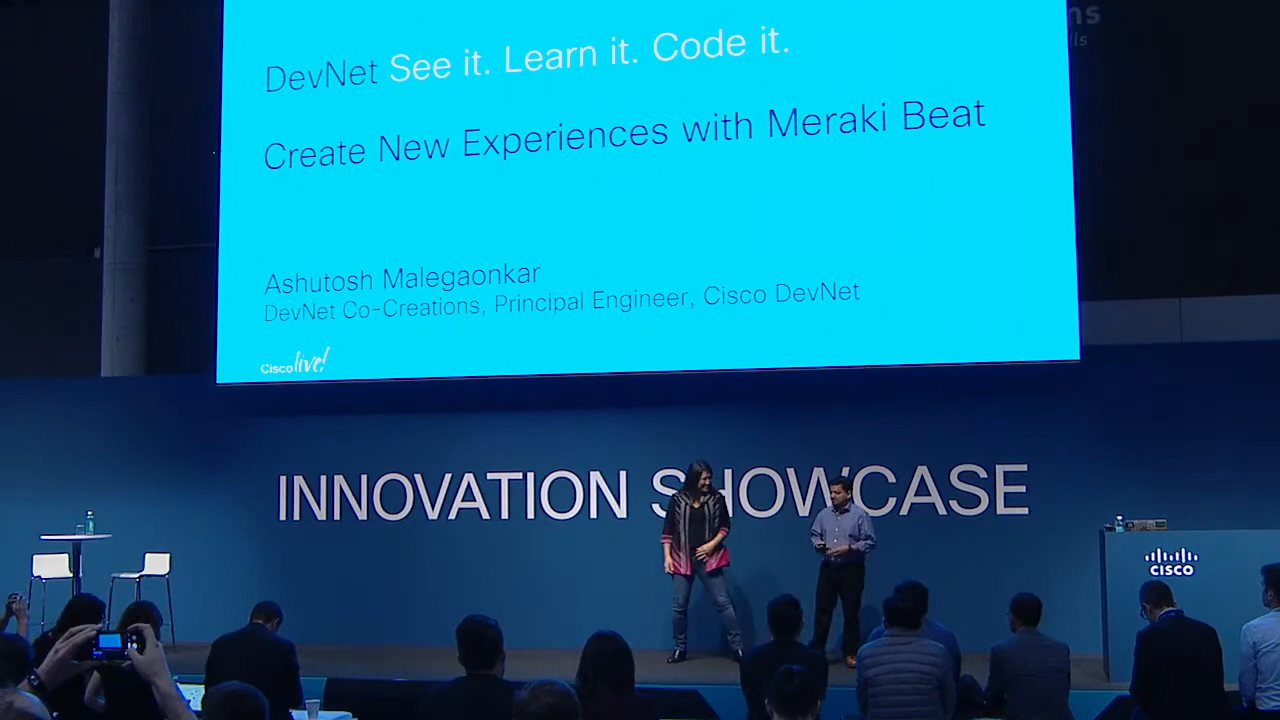 DevNet See it. Learn it. Code it.
Create New Experiences with Meraki Beat
Ashutosh Malegaonkar
DevNet Co-Creations, Principal Engineer, Cisco DevNet
Cisco live!
INNOVATION SHOWCASE
CISCO